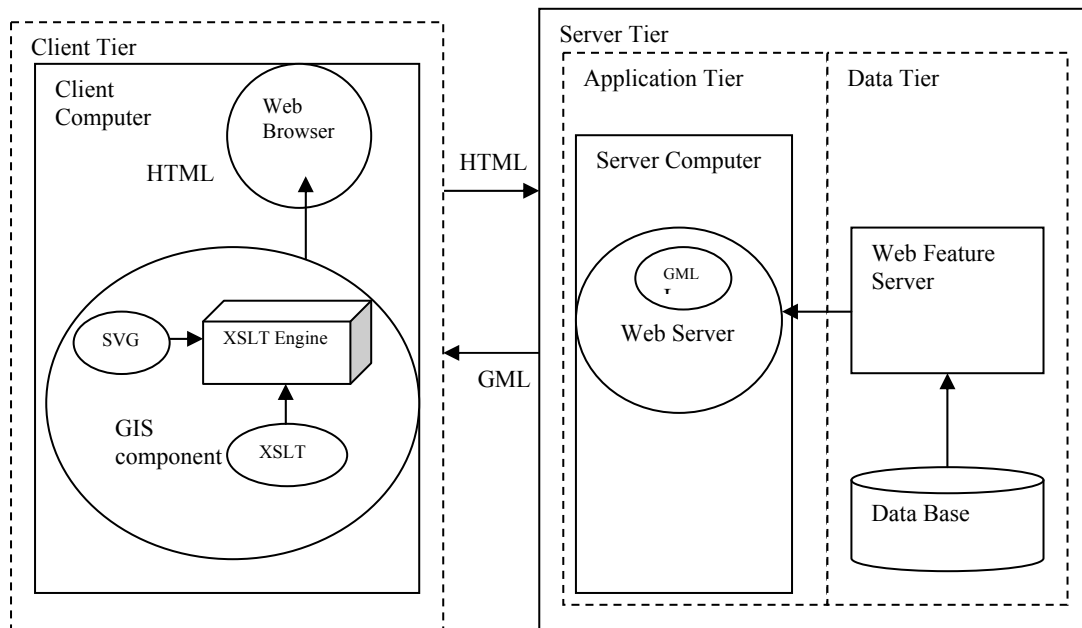 Client Tier
Client
Computer
Web
Browser
HTML
SVG
XSLT Engine
GIS
component
XSLT
HTML
GML
Server Tier
Application Tier
Server Computer
GML
Web Server
Data Tier
Web Feature
Server
Data Base